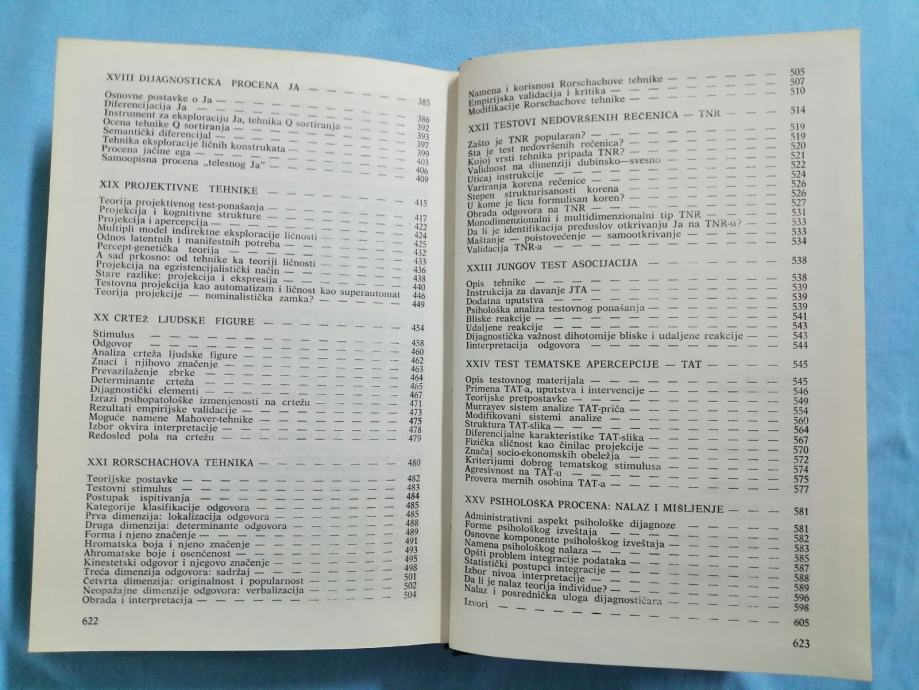 XVIII DIJAGNOSTIČKA PROCENA JA — — — — — 385
Osnovne postavke o Ja — — — — — 386
Diferencijacija Ja — — — — — 392
Instrument za eksploraciju Ja, tehnika Q sortiranja — — 393
Ocena tehnike Q sortiranja — — — — — 397
Semantički diferencijal — — — — — 399
Tehnika eksploracije ličnih konstrukata — — — 403
Procena jačine ega — — — — — 406
Samoopisna procena „telesnog Ja” — — — — 409
XIX PROJEKTIVNE TEHNIKE — — — — — 415
Teorija projektivnog test-ponašanja — — — — 417
Projekcija i kognitivne strukture — — — — 422
Projekcija i apercepcija — — — — — 424
Multipli model indirektne eksploracije ličnosti — — — 425
Odnos latentnih i manifestnih potreba — — — 432
Percept-genetička teorija — — — — — 433
A sad prkosno: od tehnike ka teoriji ličnosti — — — 436
Projekcija na egzistencijalistički način — — — 438
Stare razlike: projekcija i ekspresija — — — 440
Testovna projekcija kao automatizam i ličnost kao superautomat 446
Teorija projekcije — nominalistička zamka? — — — 449
XX CRTEŽ LJUDSKE FIGURE — — — — — 454
Stimulus — — — — — 458
Odgovor — — — — — 460
Analiza crteža ljudske figure — — — — — 462
Znaci i njihovo značenje — — — — — 463
Prevazilaženje zbrke — — — — — 464
Determinante crteža — — — — — 465
Dijagnostički elementi — — — — — 467
Izrazi psihopatološke izmenjenosti na crtežu — — — 471
Rezultati empirijske validacije — — — — 473
Moguće namene Mahover-tehnike — — — — 475
Izbor okvira interpretacije — — — — — 478
Redosled pola na crtežu — — — — — 479
XXI RORSCHACHOVA TEHNIKA — — — — — 480
Teorijske postavke — — — — — 482
Testovni stimulus — — — — — 483
Postupak ispitivanja — — — — — 484
Kategorije klasifikacije odgovora — — — — 485
Prva dimenzija: lokalizacija odgovora — — — 485
Druga dimenzija: determinante odgovora — — — 488
Forma i njeno značenje — — — — — 489
Hromatska boja i njeno značenje — — — — 491
Ahromatske boje i osenčenost — — — — 493
Kinestetski odgovor i njegovo značenje — — — 495
Treća dimenzija odgovora: sadržaj — — — — 498
Četvrta dimenzija: originalnost i popularnost — — — 501
Neopažajne dimenzije odgovora: verbalizacija — — — 502
Obrada i interpretacija — — — — — 504
622
Namena i korisnost Rorschachove tehnike — — — 505
Empirijska validacija i kritika — — — — 507
Modifikacije Rorschachove tehnike — — — — 510
XXII TESTOVI NEDOVRŠENIH REČENICA — TNR — — — 514
Zašto je TNR popularan? — — — — — 519
Šta je test nedovršenih rečenica? — — — — 519
Kojoj vrsti tehnika pripada TNR? — — — — 520
Validnost na dimenziji dubinsko—svesno — — — 521
Uticaj instrukcije — — — — — 522
Variranja korena rečenice — — — — — 524
Stepen strukturisanosti korena — — — — 526
U kome je licu formulisan koren? — — — — 526
Obrada odgovora na TNR — — — — — 527
Monodimenzionalni i multidimenzionalni tip TNR — — 531
Da li je identifikacija preduslov otkrivanju Ja na TNR-u? — 533
Maštanje — poistovećenje — samootkrivanje — — — 533
Validacija TNR-a — — — — — 534
XXIII JUNGOV TEST ASOCIJACIJA — — — — — 538
Opis tehnike — — — — — 538
Instrukcija za davanje JTA — — — — — 539
Dodatna uputstva — — — — — 539
Psihološka analiza testovnog ponašanja — — — 539
Bliske reakcije — — — — — 541
Udaljene reakcije — — — — — 543
Dijagnostička važnost dihotomije bliske i udaljene reakcije — 543
Iinterpretacija odgovora — — — — — 544
XXIV TEST TEMATSKE APERCEPCIJE — TAT — — — 545
Opis testovnog materijala — — — — — 545
Primena TAT-a, uputstva i intervencije — — — 546
Teorijske pretpostavke — — — — — 549
Murrayev sistem analize TAT-priča — — — — 554
Modifikovani sistemi analize — — — — — 560
Struktura TAT-slika — — — — — 564
Diferencijalne karakteristike TAT-slika — — — 567
Fizička sličnost kao činilac projekcije — — — 570
Značaj socio-ekonomskih obeležja — — — — 572
Kriterijumi dobrog tematskog stimulusa — — — 574
Agresivnost na TAT-u — — — — — 575
Provera mernih osobina TAT-a — — — — 577
XXV PSIHOLOŠKA PROCENA: NALAZ I MIŠLJENJE — — 581
Administrativni aspekt psihološke dijagnoze — — — 581
Forme psihološkog izveštaja — — — — 582
Osnovne komponente psihološkog izveštaja — — — 583
Namena psihološkog nalaza — — — — 585
Opšti problem integracije podataka — — — — 587
Statistički postupci integracije — — — — 588
Izbor nivoa interpretacije — — — — — 589
Da li je nalaz teorija individue? — — — — 596
Nalaz i posrednička uloga dijagnostičara — — — 598
Izvori — — — — — 605
623